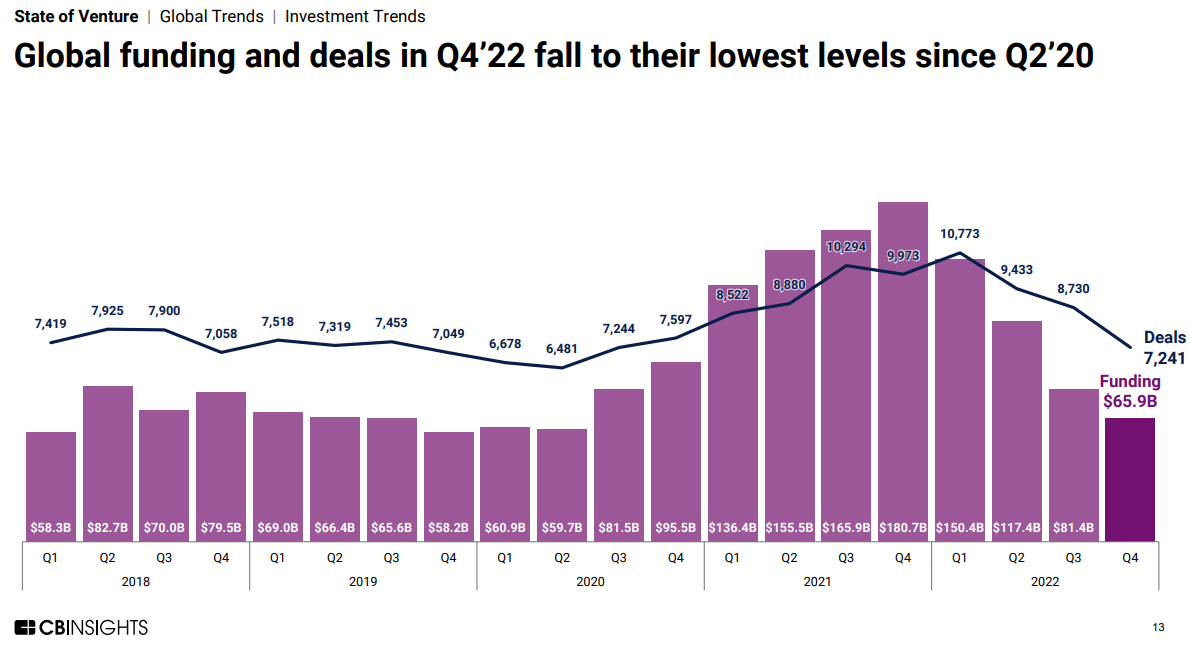 State of Venture | Global Trends | Investment Trends
Global funding and deals in Q4’22 fall to their lowest levels since Q2’20
7,419 7,925 7,900 7,058 7,518 7,319 7,453 7,049 6,678 6,481 7,244 7,597 8,522 8,880 10,294 9,973 10,773 9,433 8,730
Deals
7,241
Funding
$65.9B
$58.3B $82.7B $70.0B $79.5B $69.0B $66.4B $65.6B $58.2B $60.9B $59.7B $81.5B $95.5B $136.4B $155.5B $165.9B $180.7B $150.4B $117.4B $81.4B
Q1 Q2 Q3 Q4 Q1 Q2 Q3 Q4 Q1 Q2 Q3 Q4 Q1 Q2 Q3 Q4 Q1 Q2 Q3 Q4
2018 2019 2020 2021 2022
CBINSIGHTS
13